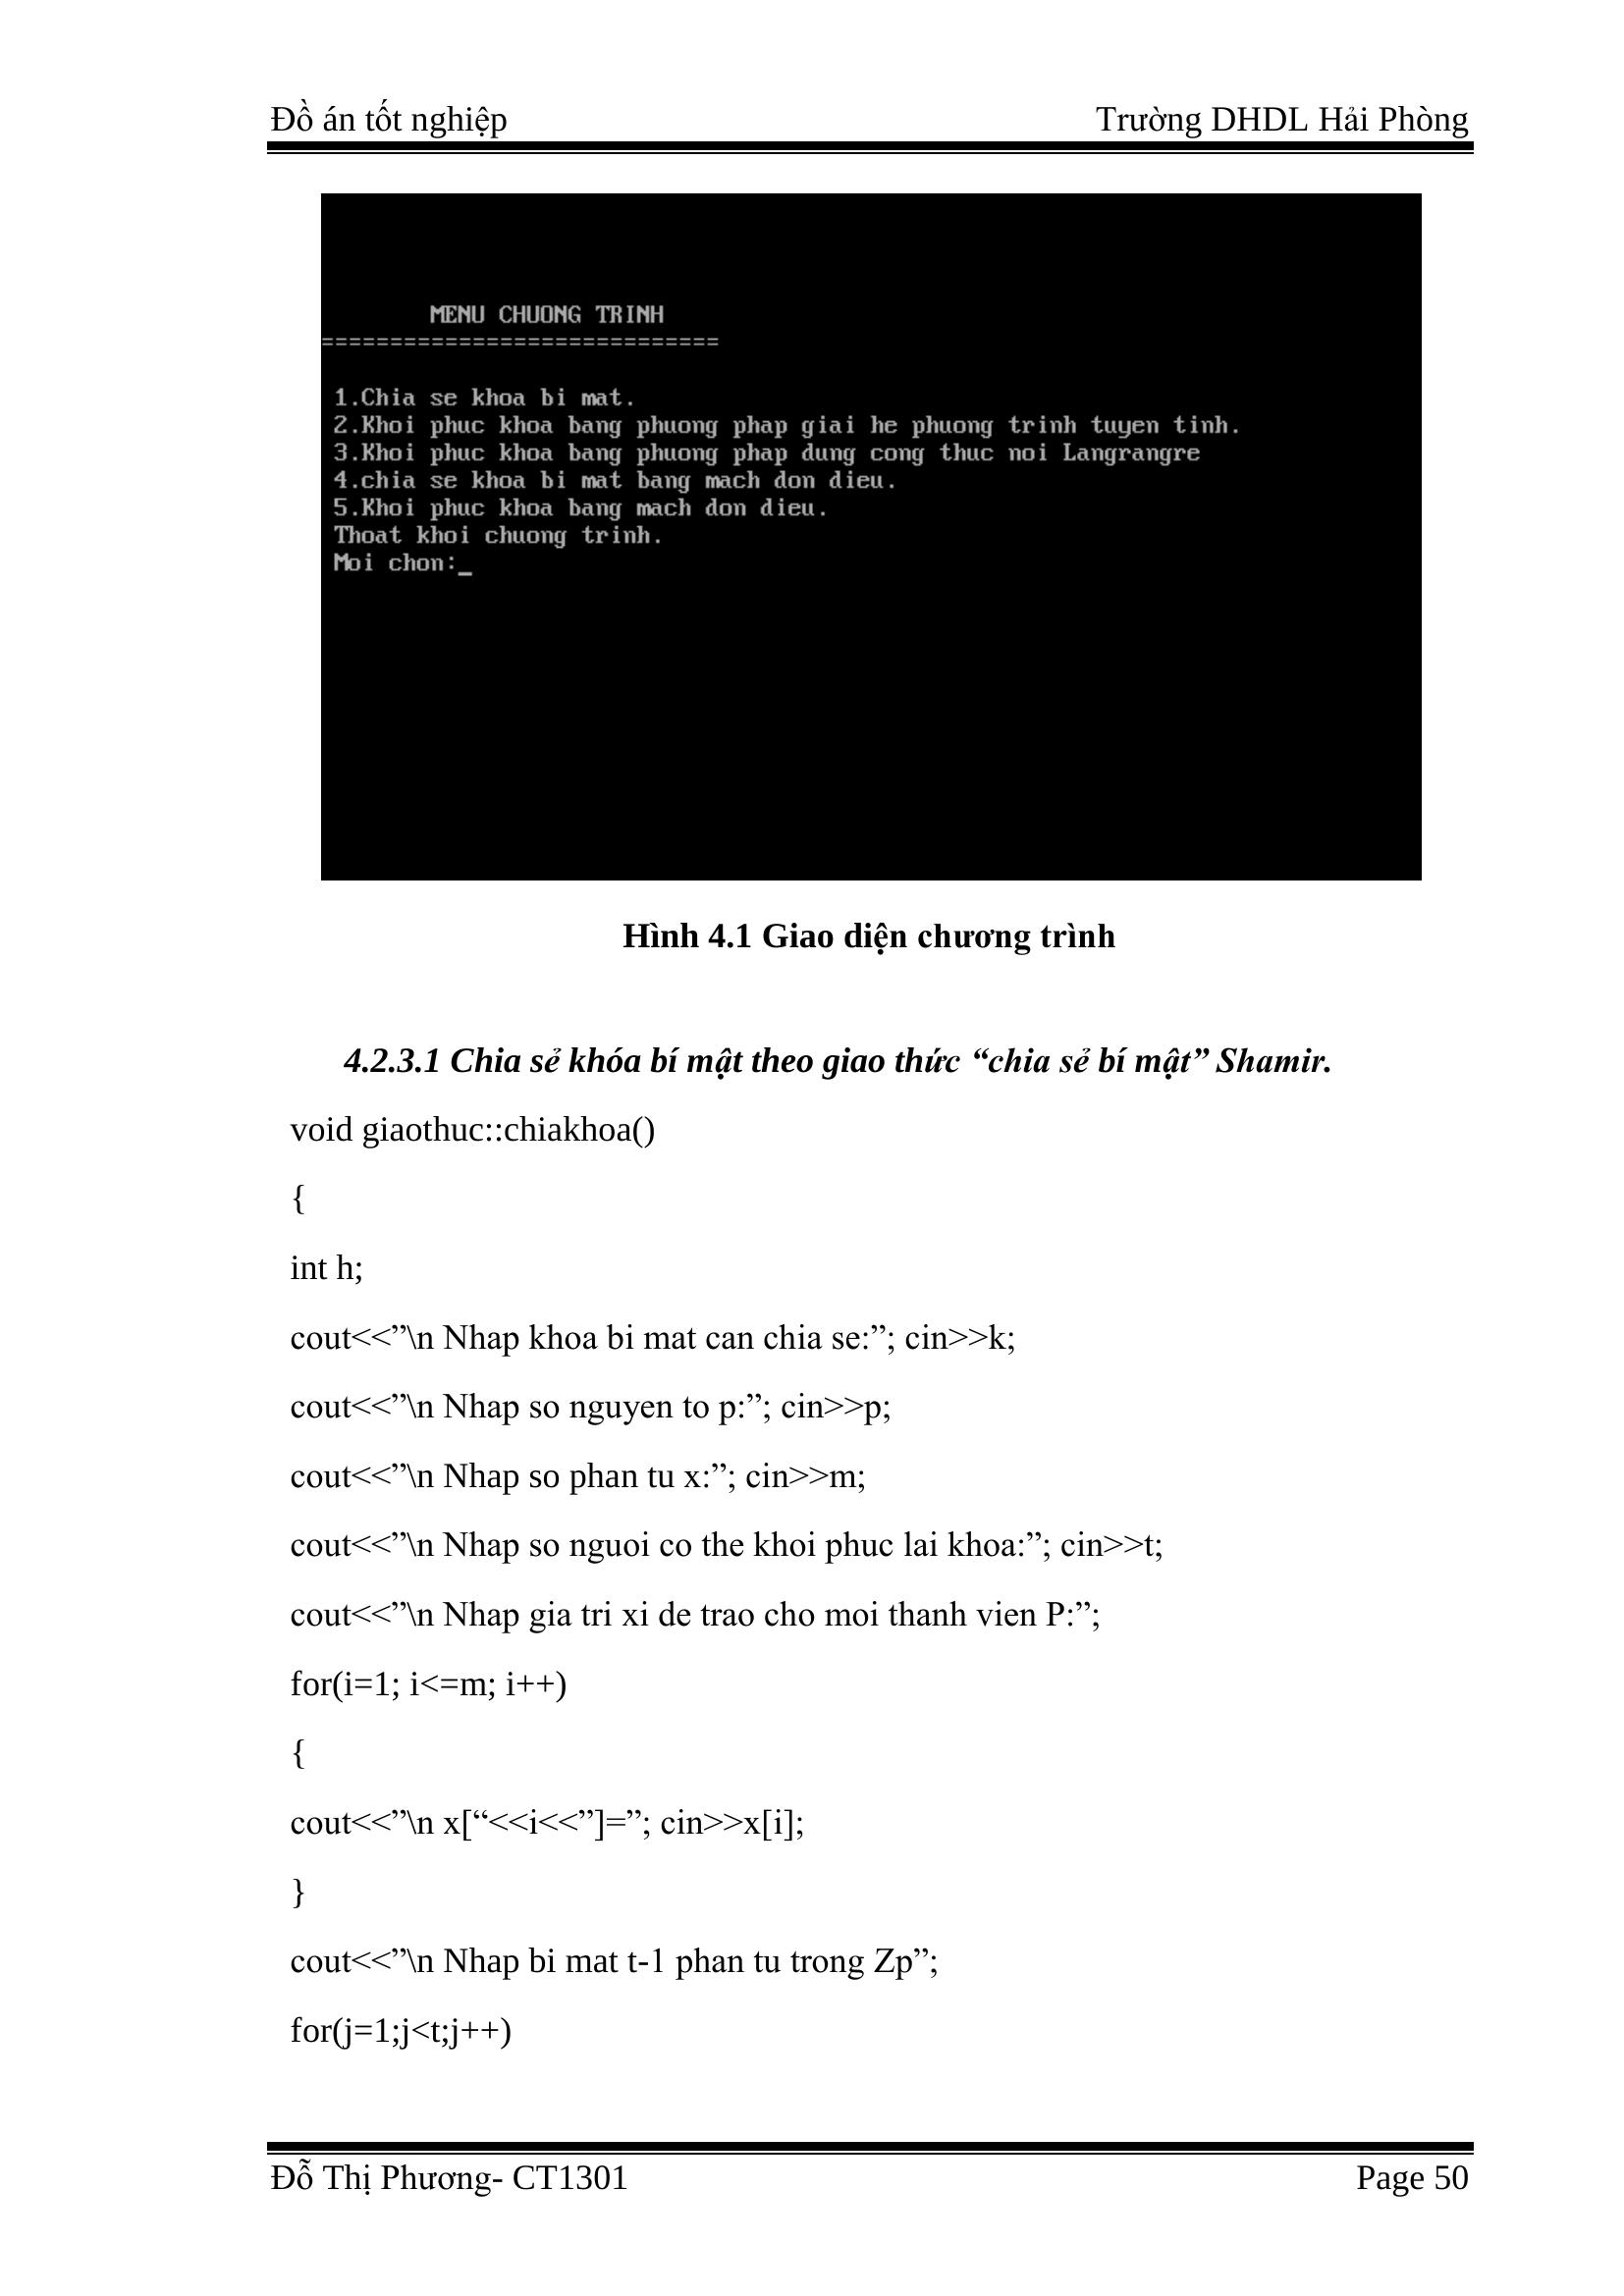 Đồ án tốt nghiệp Trường DHDL Hải Phòng
MENU CHUONG TRINH
=============================
1.Chia se khoa bi mat.
2.Khoi phuc khoa bang phuong phap giai he phuong trinh tuyen tinh.
3.Khoi phuc khoa bang phuong phap dung cong thuc noi Langrangre
4.chia se khoa bi mat bang mach don dieu.
5.Khoi phuc khoa bang mach don dieu.
Thoat khoi chuong trinh.
Moi chon:_
Hình 4.1 Giao diện chương trình
4.2.3.1 Chia sẻ khóa bí mật theo giao thức “chia sẻ bí mật” Shamir.
void giaothuc::chiakhoa()
{
int h;
cout<<”\n Nhap khoa bi mat can chia se:”; cin>>k;
cout<<”\n Nhap so nguyen to p:”; cin>>p;
cout<<”\n Nhap so phan tu x:”; cin>>m;
cout<<”\n Nhap so nguoi co the khoi phuc lai khoa:”; cin>>t;
cout<<”\n Nhap gia tri xi de trao cho moi thanh vien P:”;
for(i=1; i<=m; i++)
{
cout<<”\n x[“<<i<<”]=”; cin>>x[i];
}
cout<<”\n Nhap bi mat t-1 phan tu trong Zp”;
for(j=1;j<t;j++)
Đỗ Thị Phương- CT1301 Page 50